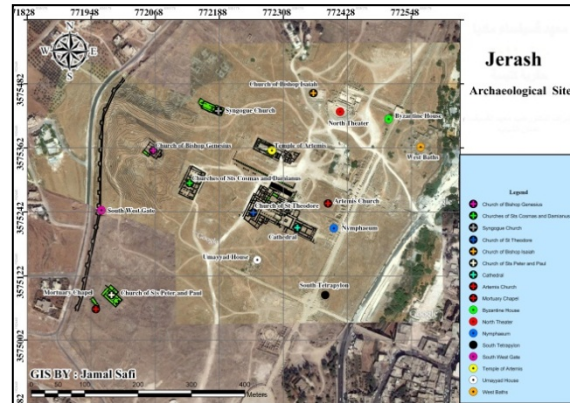 771828 771948 772068 772188 772308 772428 772548
Jerash
Archaeological Site
N
W E
S
3575482
3575362
3575242
3575122
3575002
Church of Bishop Isaiah
Synygogue Church
North Theater
Byzantine House
Church of Bishop Genesius
Temple of Artemis
West Baths
Churches of Sts Cosmas and Damianus
Church of St Theodore
Artemis Church
South West Gate
Cathedral
Nymphaeum
Umayyad House
South Tetrapylon
Mortuary Chapel
Church of Sts Peter and Paul
GIS BY : Jamal Safi
0 50 100 200 300 400
Meters
Legend
Church of Bishop Genesius
Churches of Sts Cosmas and Damianus
Synygogue Church
Church of St Theodore
Church of Bishop Isaiah
Church of Sts Peter and Paul
Cathedral
Artemis Church
Mortuary Chapel
Byzantine House
North Theater
Nymphaeum
South Tetrapylon
South West Gate
Temple of Artemis
Umayyad House
West Baths